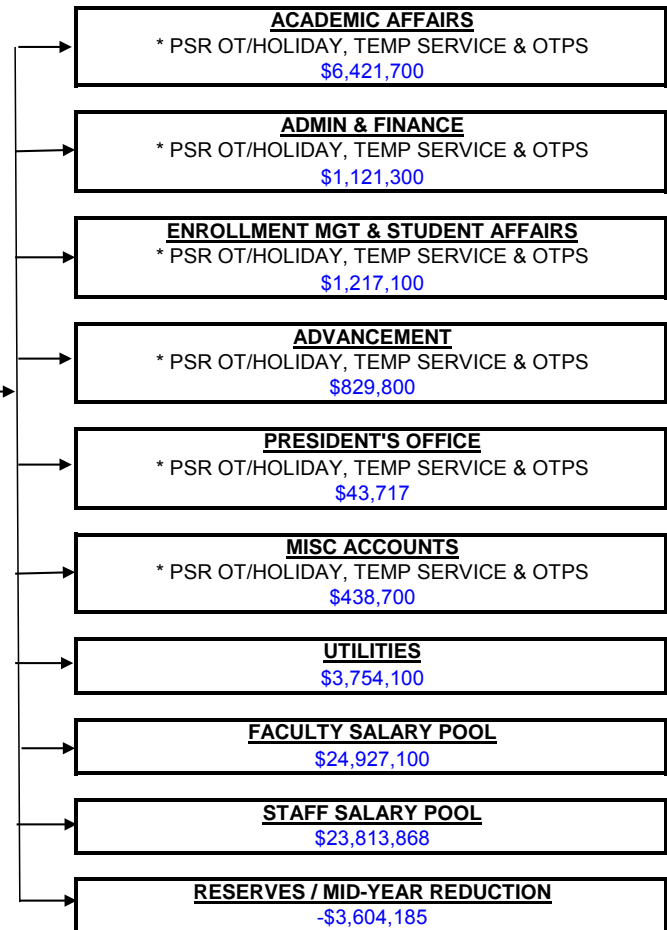 ACADEMIC AFFAIRS
* PSR OT/HOLIDAY, TEMP SERVICE & OTPS
$6,421,700
ADMIN & FINANCE
* PSR OT/HOLIDAY, TEMP SERVICE & OTPS
$1,121,300
ENROLLMENT MGT & STUDENT AFFAIRS
* PSR OT/HOLIDAY, TEMP SERVICE & OTPS
$1,217,100
ADVANCEMENT
* PSR OT/HOLIDAY, TEMP SERVICE & OTPS
$829,800
PRESIDENT'S OFFICE
* PSR OT/HOLIDAY, TEMP SERVICE & OTPS
$43,717
MISC ACCOUNTS
* PSR OT/HOLIDAY, TEMP SERVICE & OTPS
$438,700
UTILITIES
$3,754,100
FACULTY SALARY POOL
$24,927,100
STAFF SALARY POOL
$23,813,868
RESERVES / MID-YEAR REDUCTION
-$3,604,185